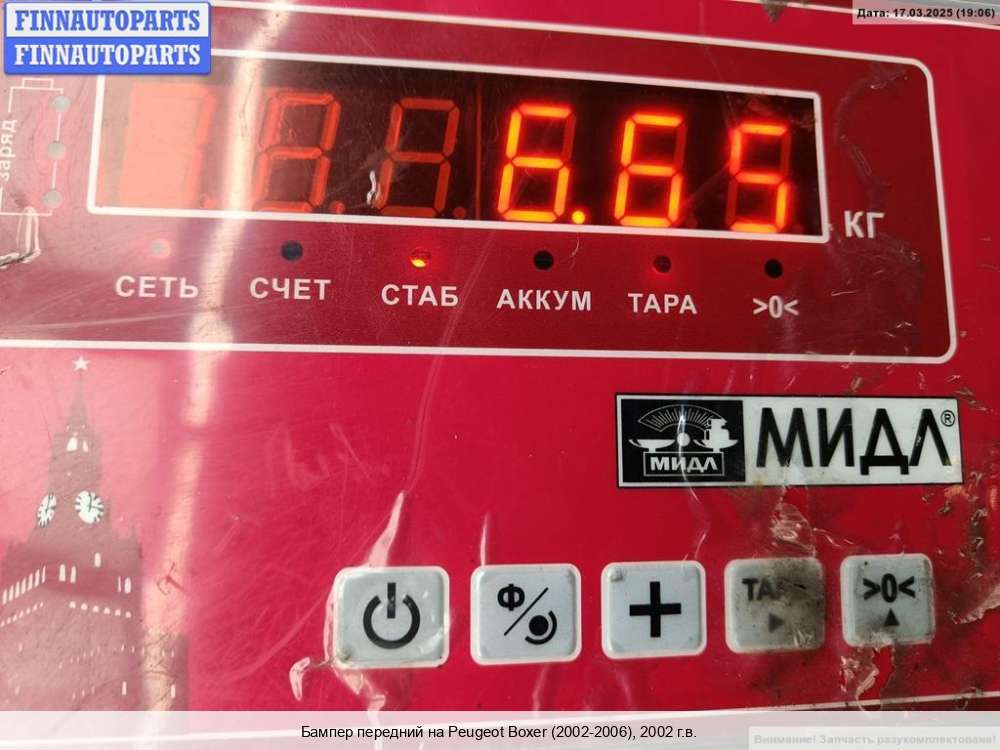 FINNAUTOPARTS
FINNAUTOPARTS
Дата: 17.03.2025 (19:06)
заряд
6.65
КГ
СЕТЬ СЧЕТ СТАБ АККУМ ТАРА >0<
МИДЛ МИДЛ®
Ф >0<
Бампер передний на Peugeot Boxer (2002-2006), 2002 г.в.
Внимание! Запчасть разукомплектована!